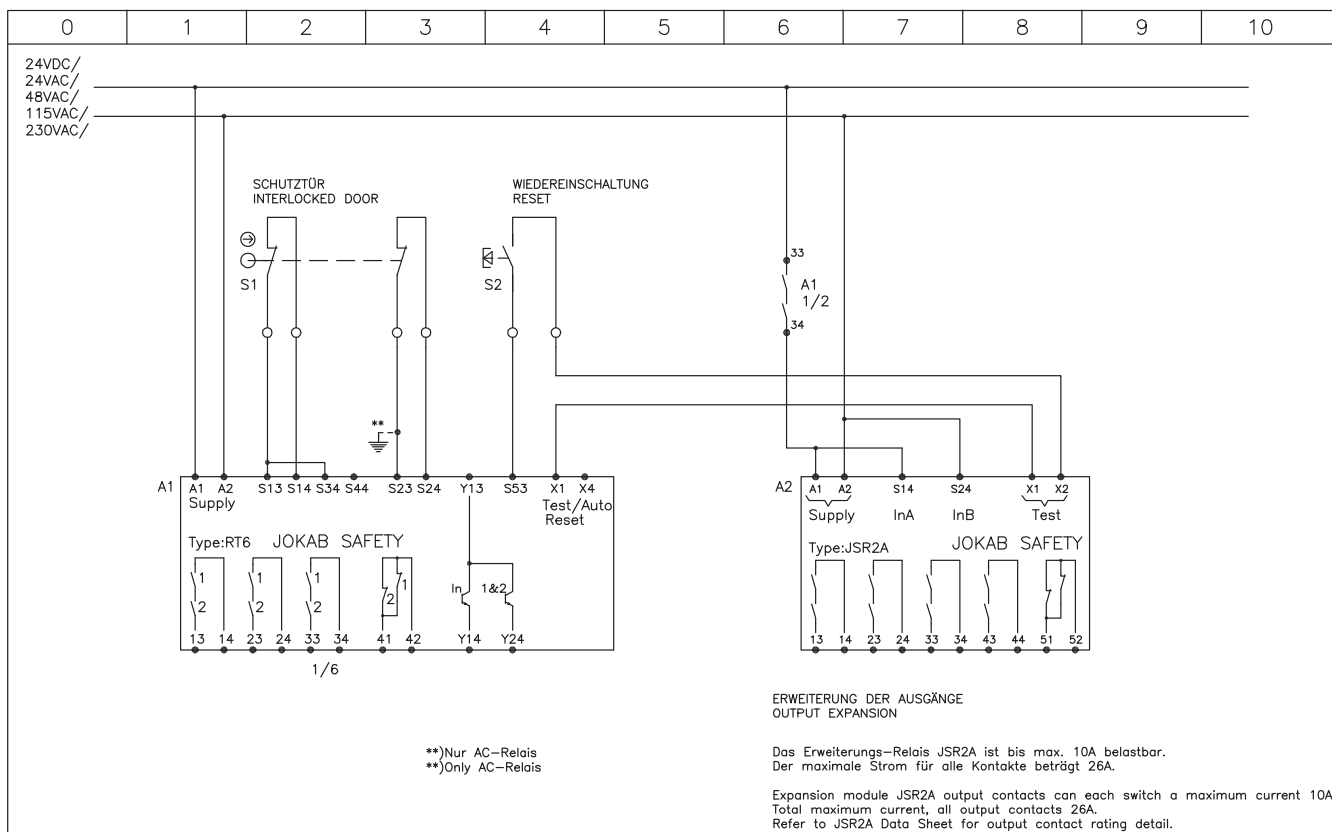 0 1 2 3 4 5 6 7 8 9 10
24VDC/
24VAC/
48VAC/
115VAC/
230VAC/
SCHUTZTÜR
INTERLOCKED DOOR
WIEDEREINSCHALTUNG
RESET
S1
S2
33
A1
1/2
34
**
A1
A1 A2 S13 S14 S34 S44 S23 S24 Y13 S53 X1 X4
Supply
Test/Auto
Reset
Type:RT6 JOKAB SAFETY
1 1 1 1
2 2 2 2
In 1&2
13 14 23 24 33 34 41 42 Y14 Y24
1/6
A2
A1 A2 S14 S24 X1 X2
Supply InA InB Test
Type:JSR2A JOKAB SAFETY
13 14 23 24 33 34 43 44 51 52
ERWEITERUNG DER AUSGÄNGE
OUTPUT EXPANSION
**)Nur AC-Relais
**)Only AC-Relais
Das Erweiterungs-Relais JSR2A ist bis max. 10A belastbar.
Der maximale Strom für alle Kontakte beträgt 26A.
Expansion module JSR2A output contacts can each switch a maximum current 10A
Total maximum current, all output contacts 26A.
Refer to JSR2A Data Sheet for output contact rating detail.